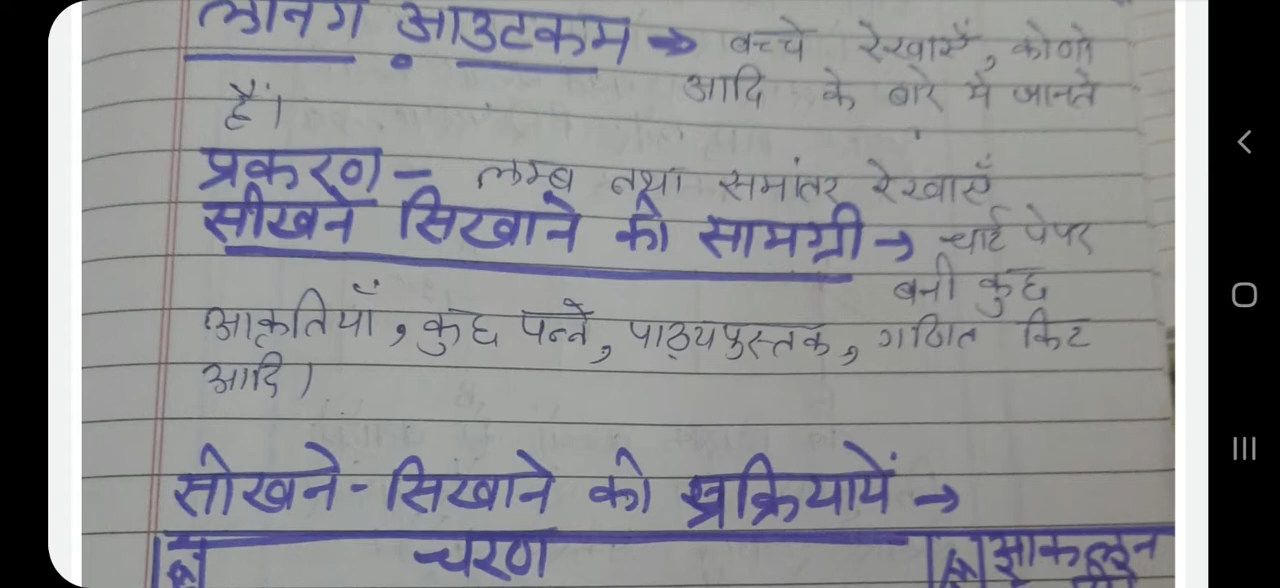 लर्निंग आउटकम → बच्चे रेखाएँ, कोणों
आदि के बारे में जानते
हैं।
प्रकरण - लम्ब तथा समांतर रेखाएँ
सीखने सिखाने की सामग्री → चार्ट पेपर
बनी कुछ
आकृतियाँ, कुछ पन्ने, पाठ्यपुस्तक, गणित किट
आदि।
सीखने-सिखाने की प्रक्रियायें →
चरण आकलन